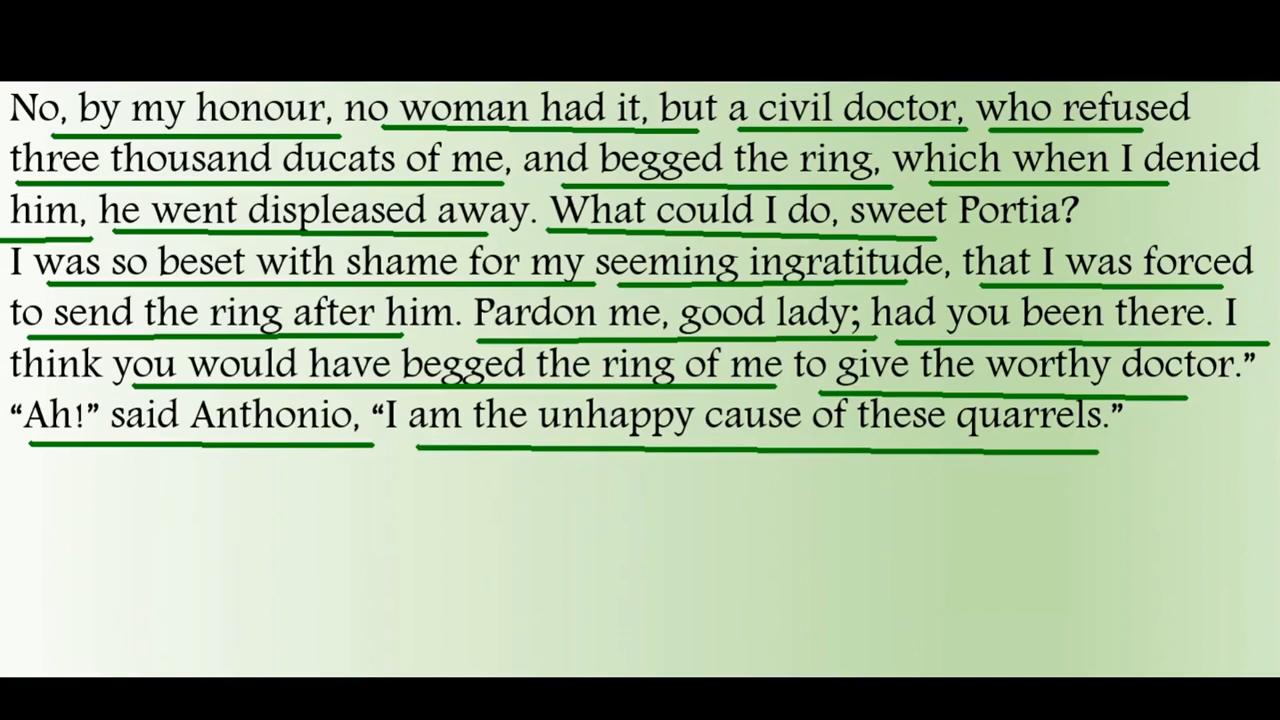 No, by my honour, no woman had it, but a civil doctor, who refused
three thousand ducats of me, and begged the ring, which when I denied
him, he went displeased away. What could I do, sweet Portia?
I was so beset with shame for my seeming ingratitude, that I was forced
to send the ring after him. Pardon me, good lady; had you been there. I
think you would have begged the ring of me to give the worthy doctor.”
“Ah!” said Anthonio, “I am the unhappy cause of these quarrels.”